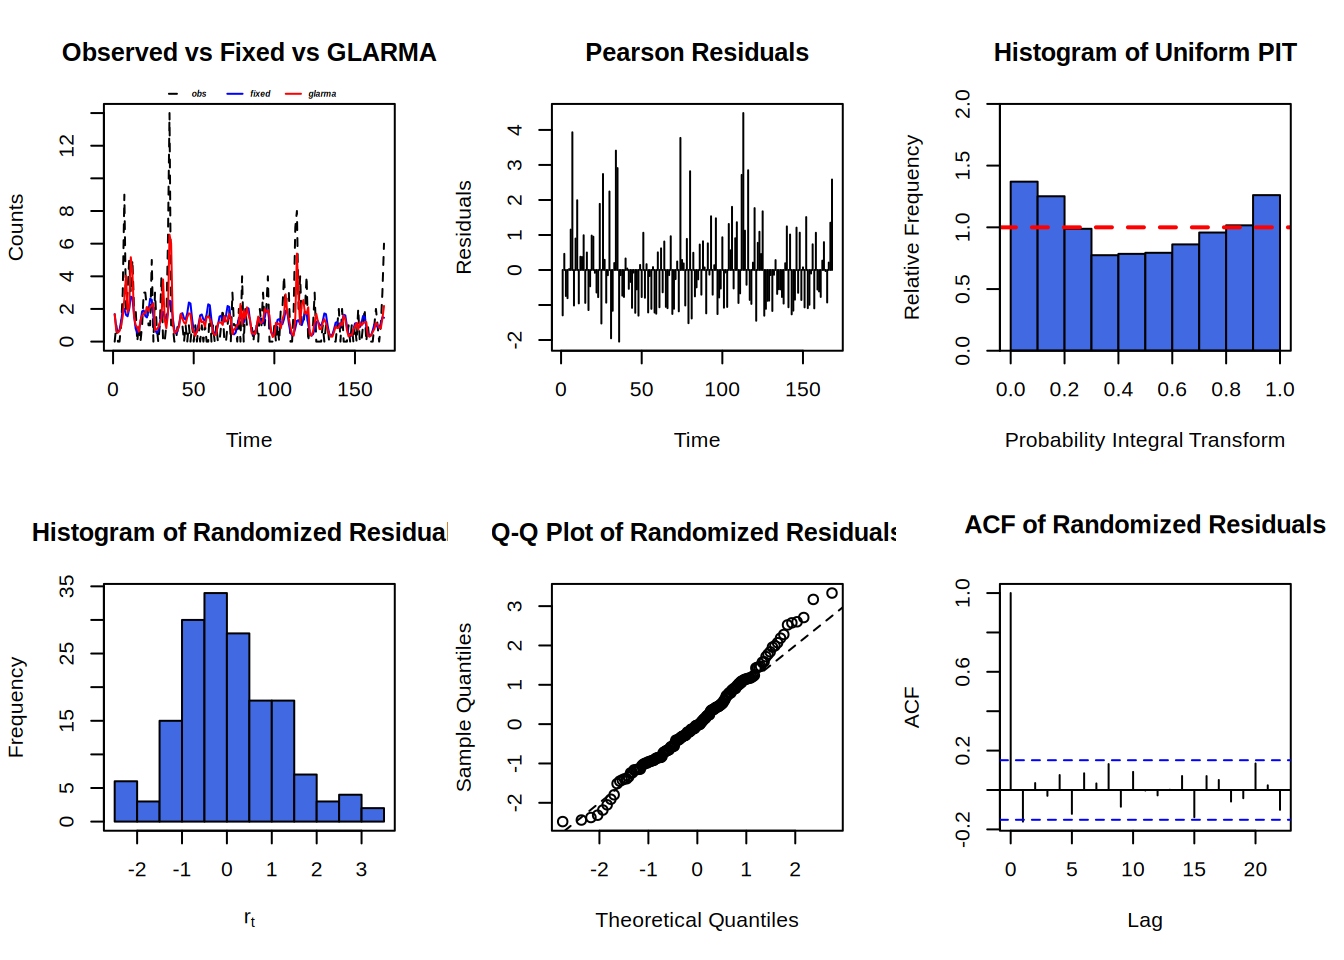 Observed vs Fixed vs GLARMA
obs fixed glarma
Counts
0 2 4 6 8 12
0 50 100 150
Time
Pearson Residuals
Residuals
-2 0 1 2 3 4
0 50 100 150
Time
Histogram of Uniform PIT
Relative Frequency
0.0 0.5 1.0 1.5 2.0
0.0 0.2 0.4 0.6 0.8 1.0
Probability Integral Transform
Histogram of Randomized Residual
Frequency
0 5 15 25 35
-2 -1 0 1 2 3
rt
Q-Q Plot of Randomized Residuals
Sample Quantiles
-2 -1 0 1 2 3
-2 -1 0 1 2
Theoretical Quantiles
ACF of Randomized Residuals
ACF
-0.2 0.2 0.6 1.0
0 5 10 15 20
Lag